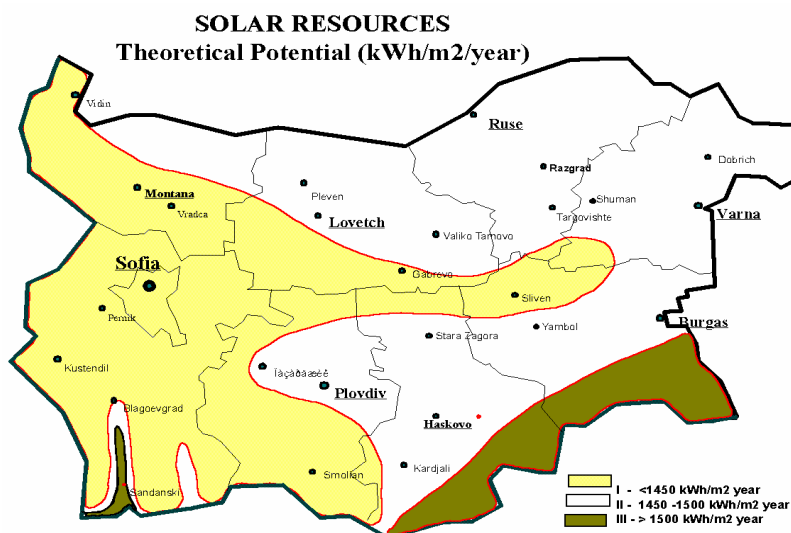 SOLAR RESOURCES
Theoretical Potential (kWh/m2/year)
Vidin
Ruse
Dobrich
Razgrad
Montana
Pleven
Shuman
Vradca
Lovetch
Targovishte
Varna
Valiko Tarnovo
Sofia
Gabrevo
Sliven
Pernik
Yambol
Burgas
Stara Zagora
Kustendil
Ïàçàðäæèê
Plovdiv
Blagoevgrad
Haskovo
Kardjali
Smolian
Sandanski
I - <1450 kWh/m2 year
II - 1450 -1500 kWh/m2 year
III - > 1500 kWh/m2 year